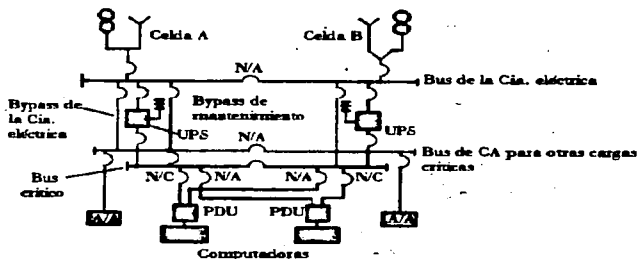 Celda A
Celda B
N/A
Bus de la Cia. eléctrica
Bypass de
la Cia.
eléctrica
Bypass de
mantenimiento
UPS
UPS
N/A
Bus de CA para otras cargas
críticas
Bus
crítico
N/C
N/A
N/A
N/C
A/A
PDU
PDU
A/A
Computadoras